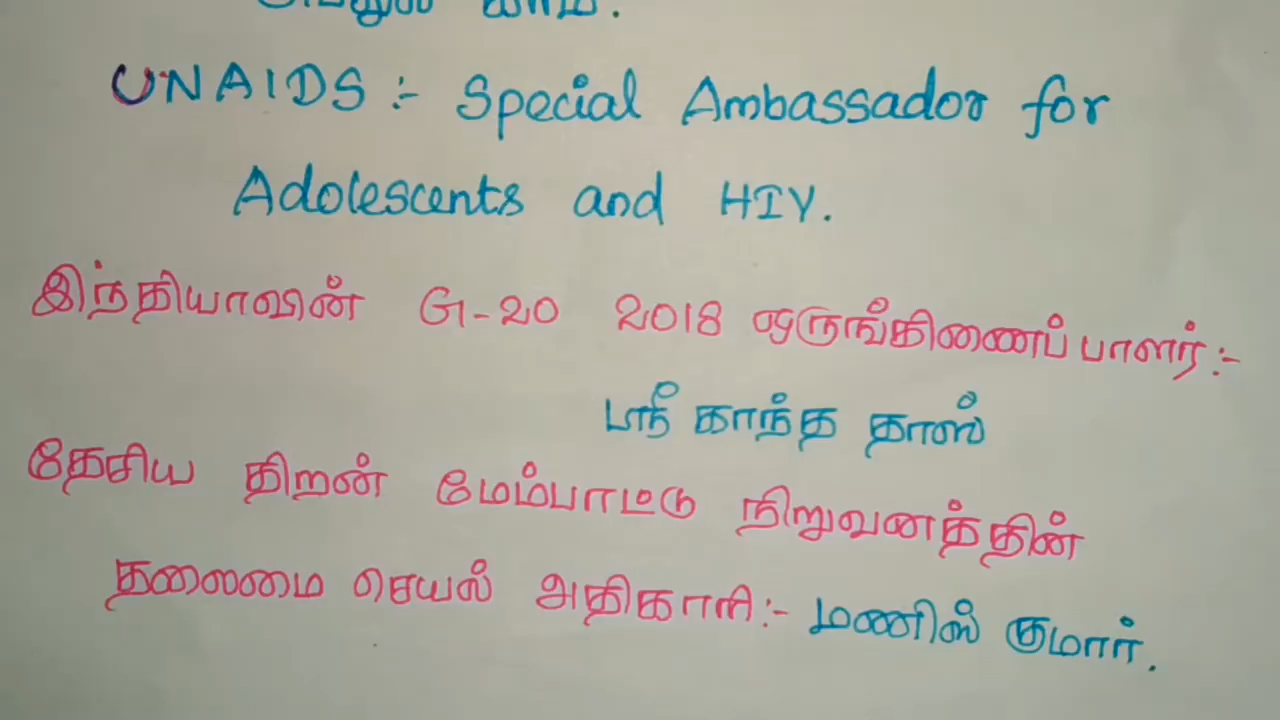 UNAIDS :- Special Ambassador for
Adolescents and HIV.
இந்தியாவின் G-20 2018 ஒருங்கிணைப்பாளர் :-
ஸ்ரீ காந்த தாஸ்
தேசிய திறன் மேம்பாட்டு நிறுவனத்தின்
தலைமை செயல் அதிகாரி :- மணிஸ் குமார்.